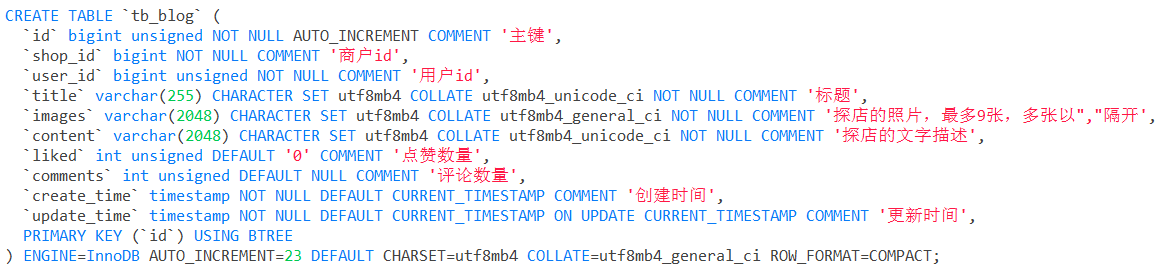 CREATE TABLE `tb_blog` (
  `id` bigint unsigned NOT NULL AUTO_INCREMENT COMMENT '主键',
  `shop_id` bigint NOT NULL COMMENT '商户id',
  `user_id` bigint unsigned NOT NULL COMMENT '用户id',
  `title` varchar(255) CHARACTER SET utf8mb4 COLLATE utf8mb4_unicode_ci NOT NULL COMMENT '标题',
  `images` varchar(2048) CHARACTER SET utf8mb4 COLLATE utf8mb4_general_ci NOT NULL COMMENT '探店的照片，最多9张，多张以","隔开',
  `content` varchar(2048) CHARACTER SET utf8mb4 COLLATE utf8mb4_unicode_ci NOT NULL COMMENT '探店的文字描述',
  `liked` int unsigned DEFAULT '0' COMMENT '点赞数量',
  `comments` int unsigned DEFAULT NULL COMMENT '评论数量',
  `create_time` timestamp NOT NULL DEFAULT CURRENT_TIMESTAMP COMMENT '创建时间',
  `update_time` timestamp NOT NULL DEFAULT CURRENT_TIMESTAMP ON UPDATE CURRENT_TIMESTAMP COMMENT '更新时间',
  PRIMARY KEY (`id`) USING BTREE
) ENGINE=InnoDB AUTO_INCREMENT=23 DEFAULT CHARSET=utf8mb4 COLLATE=utf8mb4_general_ci ROW_FORMAT=COMPACT;